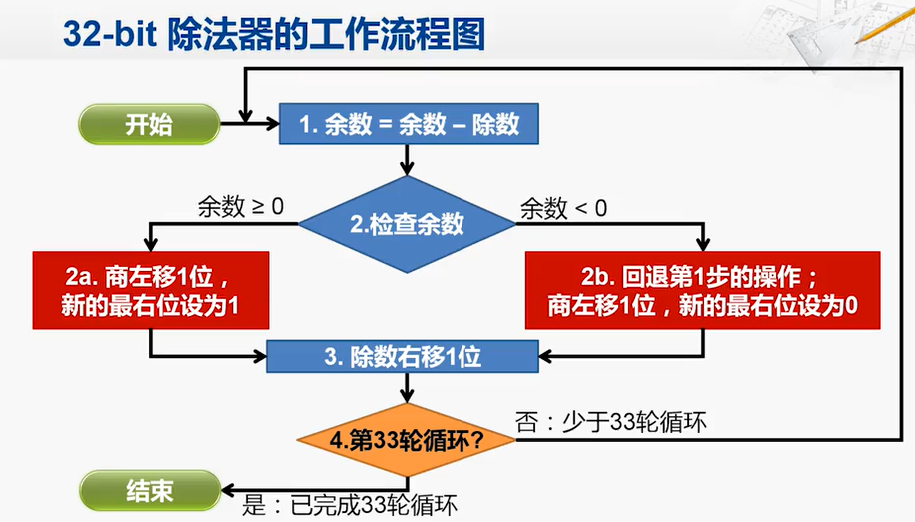 32-bit 除法器的工作流程图
开始
1. 余数 = 余数 – 除数
余数 ≥ 0
2.检查余数
余数 < 0
2a. 商左移1位，
新的最右位设为1
2b. 回退第1步的操作；
商左移1位，新的最右位设为0
3. 除数右移1位
4.第33轮循环?
否：少于33轮循环
结束
是：已完成33轮循环